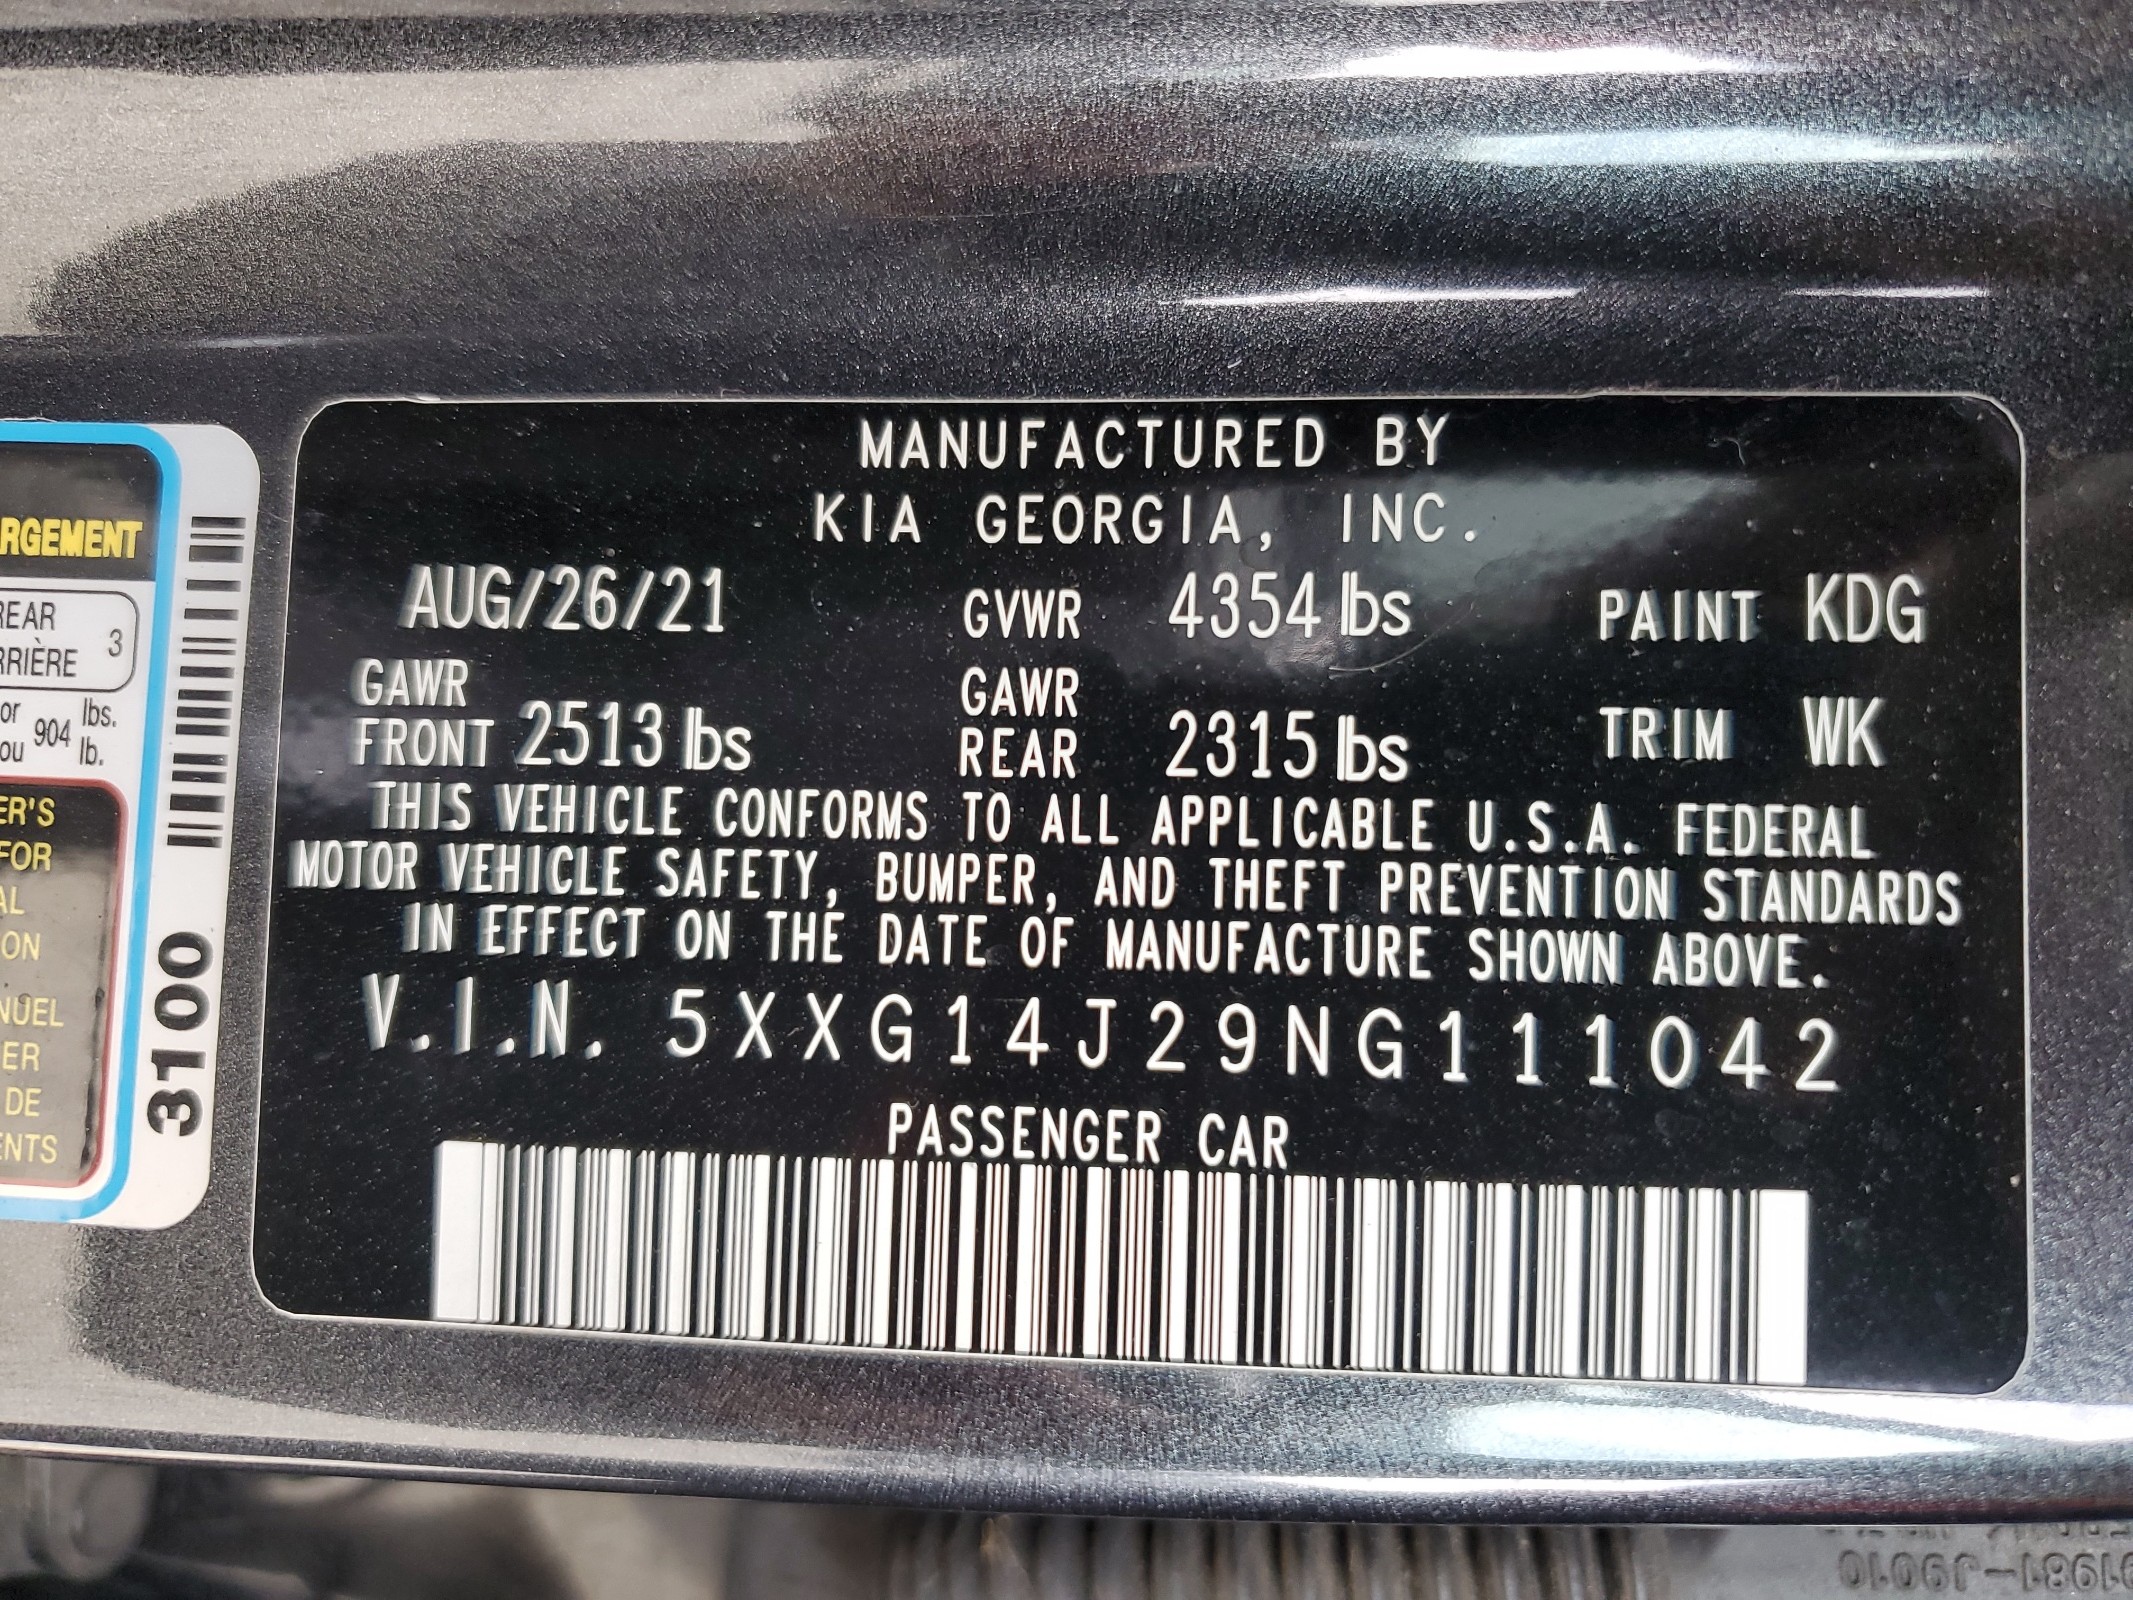 MANUFACTURED BY
KIA GEORGIA, INC.
AUG/26/21 GVWR 4354 lbs PAINT KDG
GAWR FRONT 2513 lbs GAWR REAR 2315 lbs TRIM WK
THIS VEHICLE CONFORMS TO ALL APPLICABLE U.S.A. FEDERAL
MOTOR VEHICLE SAFETY, BUMPER, AND THEFT PREVENTION STANDARDS
IN EFFECT ON THE DATE OF MANUFACTURE SHOWN ABOVE.
V.I.N. 5XXG14J29NG111042
PASSENGER CAR
RGEMENT
REAR
RRIÈRE 3
or 904 lbs.
ou lb.
ER'S
FOR
AL
ON
NUEL
ER
DE
ENTS
3100
91981-J9010